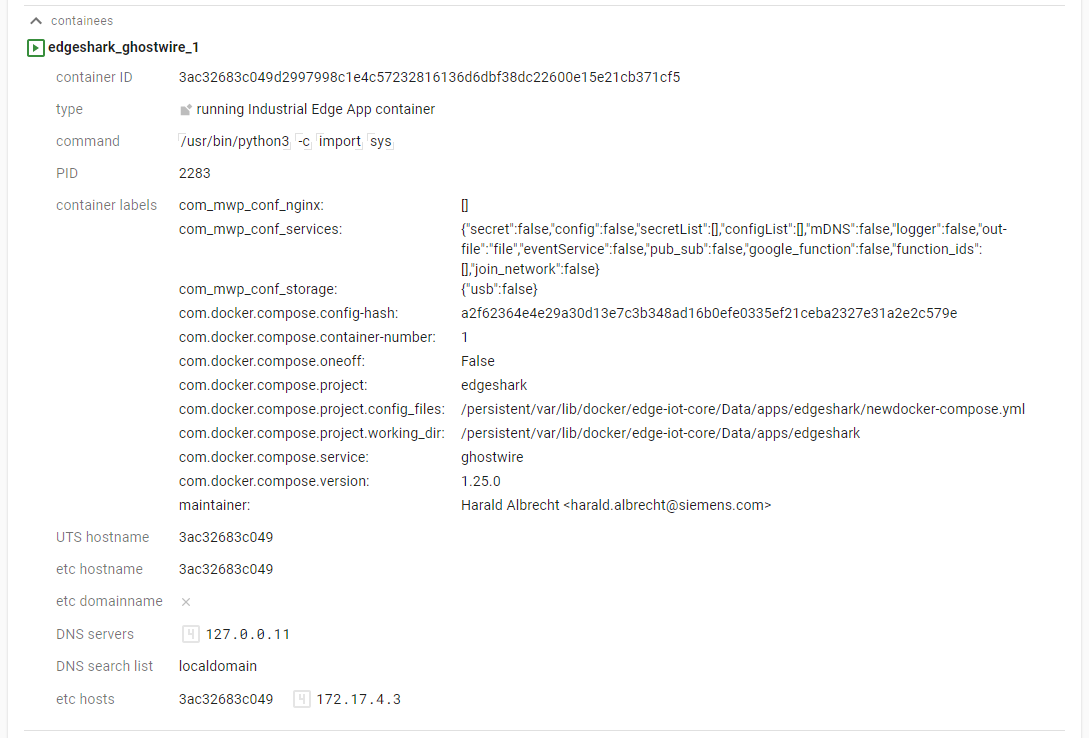 containees
edgeshark_ghostwire_1
container ID 3ac32683c049d2997998c1e4c57232816136d6dbf38dc22600e15e21cb371cf5
type running Industrial Edge App container
command /usr/bin/python3 -c import sys
PID 2283
container labels com_mwp_conf_nginx: []
com_mwp_conf_services: {"secret":false,"config":false,"secretList":[],"configList":[],"mDNS":false,"logger":false,"out-
file":"file","eventService":false,"pub_sub":false,"google_function":false,"function_ids":
[],"join_network":false}
com_mwp_conf_storage: {"usb":false}
com.docker.compose.config-hash: a2f62364e4e29a30d13e7c3b348ad16b0efe0335ef21ceba2327e31a2e2c579e
com.docker.compose.container-number: 1
com.docker.compose.oneoff: False
com.docker.compose.project: edgeshark
com.docker.compose.project.config_files: /persistent/var/lib/docker/edge-iot-core/Data/apps/edgeshark/newdocker-compose.yml
com.docker.compose.project.working_dir: /persistent/var/lib/docker/edge-iot-core/Data/apps/edgeshark
com.docker.compose.service: ghostwire
com.docker.compose.version: 1.25.0
maintainer: Harald Albrecht <harald.albrecht@siemens.com>
UTS hostname 3ac32683c049
etc hostname 3ac32683c049
etc domainname ×
DNS servers 4 127.0.0.11
DNS search list localdomain
etc hosts 3ac32683c049 4 172.17.4.3